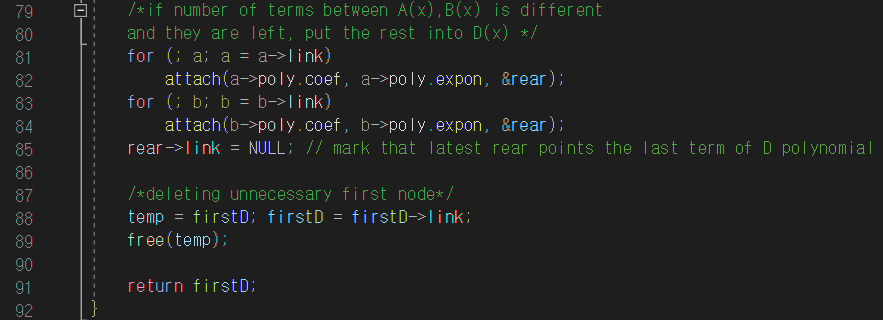 79 /*if number of terms between A(x),B(x) is different
80 and they are left, put the rest into D(x) */
81 for (; a; a = a->link)
82 attach(a->poly.coef, a->poly.expon, &rear);
83 for (; b; b = b->link)
84 attach(b->poly.coef, b->poly.expon, &rear);
85 rear->link = NULL; // mark that latest rear points the last term of D polynomial
86
87 /*deleting unnecessary first node*/
88 temp = firstD; firstD = firstD->link;
89 free(temp);
90
91 return firstD;
92 }